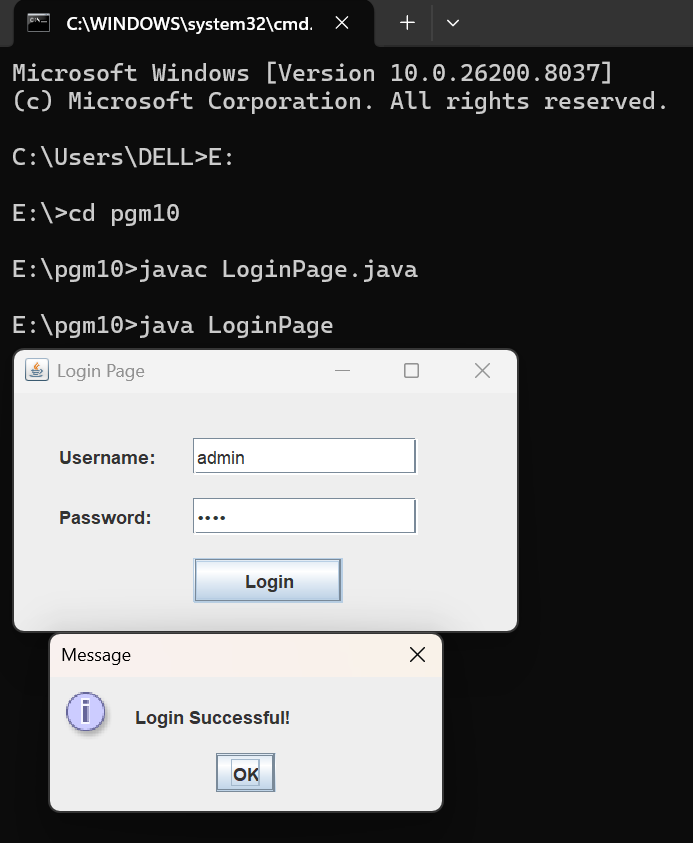 C:\WINDOWS\system32\cmd.
Microsoft Windows [Version 10.0.26200.8037]
(c) Microsoft Corporation. All rights reserved.
C:\Users\DELL>E:
E:\>cd pgm10
E:\pgm10>javac LoginPage.java
E:\pgm10>java LoginPage
Login Page
Username: admin
Password: ••••
Login
Message
Login Successful!
OK